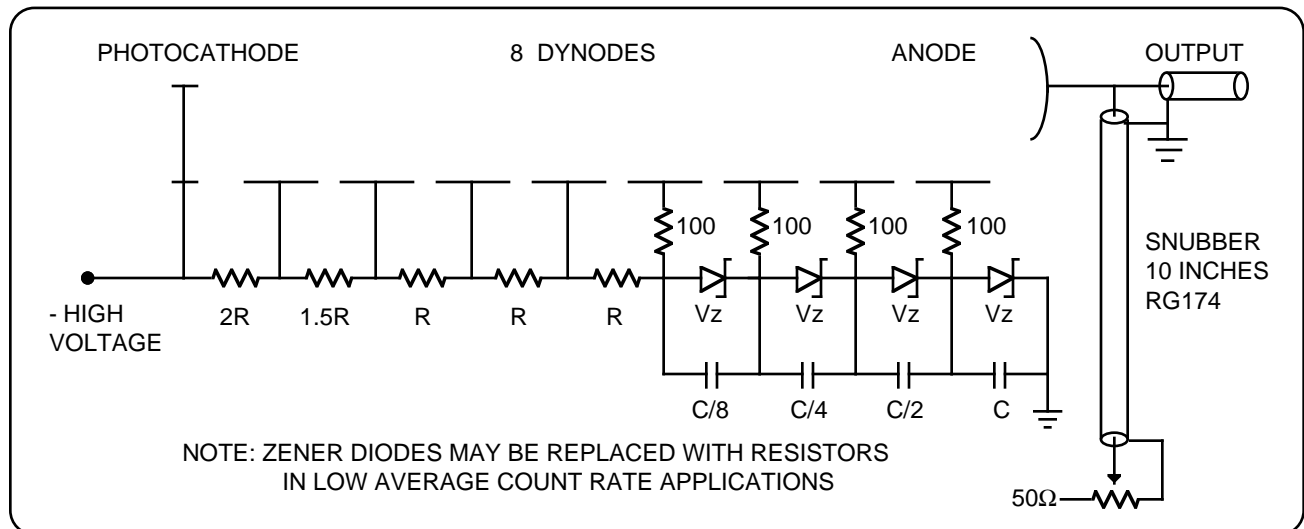 PHOTOCATHODE
8 DYNODES
ANODE
OUTPUT
100
100
100
100
SNUBBER
10 INCHES
RG174
- HIGH
VOLTAGE
2R
1.5R
R
R
R
Vz
Vz
Vz
Vz
C/8
C/4
C/2
C
NOTE: ZENER DIODES MAY BE REPLACED WITH RESISTORS
IN LOW AVERAGE COUNT RATE APPLICATIONS
50Ω